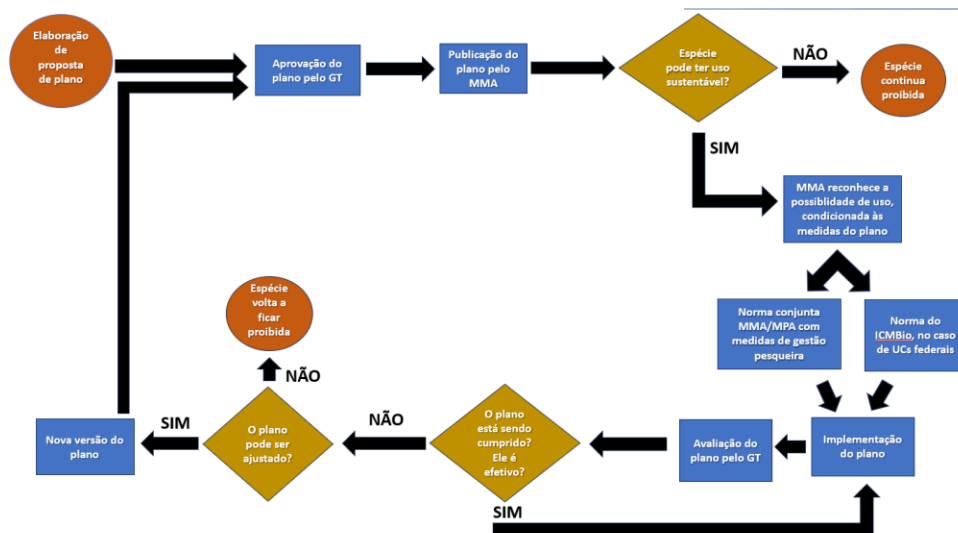 Elaboração
de
proposta
de plano
Aprovação do
plano pelo GT
Publicação do
plano pelo
MMA
Espécie
pode ter uso
sustentável?
NÃO
Espécie
continua
proibida
SIM
MMA reconhece a
possiblidade de uso,
condicionada às
medidas do plano
Norma conjunta
MMA/MPA com
medidas de gestão
pesqueira
Norma do
ICMBio, no caso
de UCs federais
Implementação
do plano
Avaliação do
plano pelo GT
O plano
está sendo
cumprido?
Ele é
efetivo?
SIM
NÃO
O plano
pode ser
ajustado?
NÃO
Espécie
volta a
ficar
proibida
SIM
Nova versão do
plano